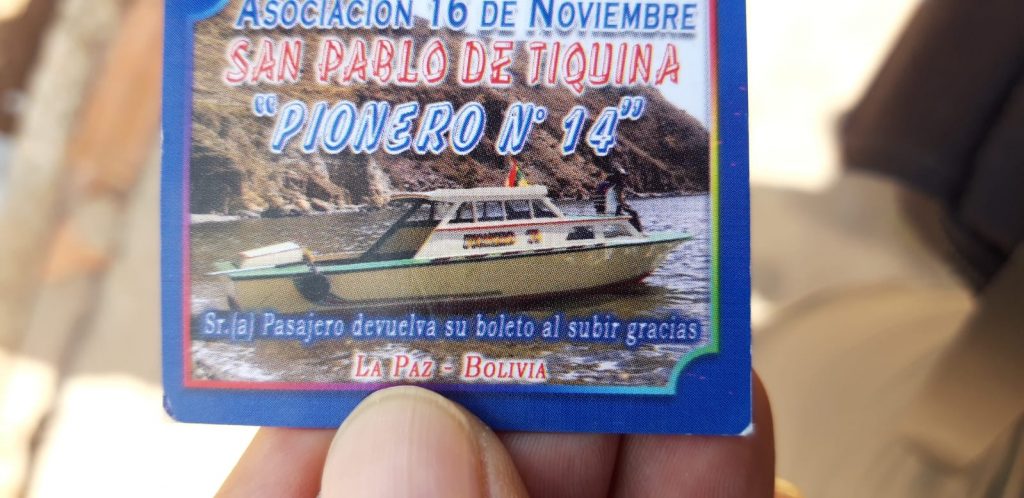 ASOCIACION 16 DE NOVIEMBRE
SAN PABLO DE TIQUINA
"PIONERO N° 14"
Sr.(a) Pasajero devuelva su boleto al subir gracias
LA PAZ - BOLIVIA